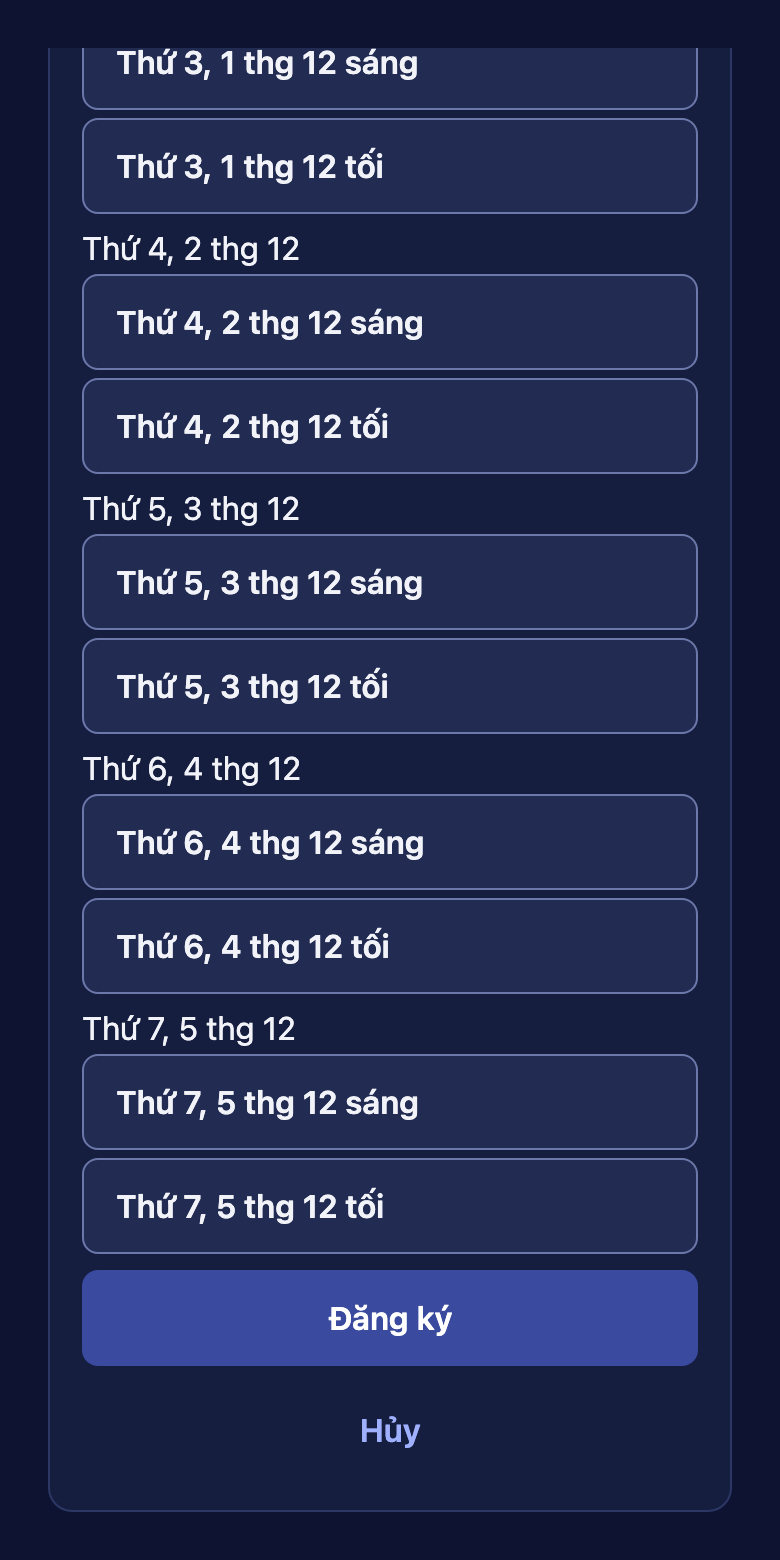 Thứ 3, 1 thg 12 sáng
Thứ 3, 1 thg 12 tối
Thứ 4, 2 thg 12
Thứ 4, 2 thg 12 sáng
Thứ 4, 2 thg 12 tối
Thứ 5, 3 thg 12
Thứ 5, 3 thg 12 sáng
Thứ 5, 3 thg 12 tối
Thứ 6, 4 thg 12
Thứ 6, 4 thg 12 sáng
Thứ 6, 4 thg 12 tối
Thứ 7, 5 thg 12
Thứ 7, 5 thg 12 sáng
Thứ 7, 5 thg 12 tối
Đăng ký
Hủy